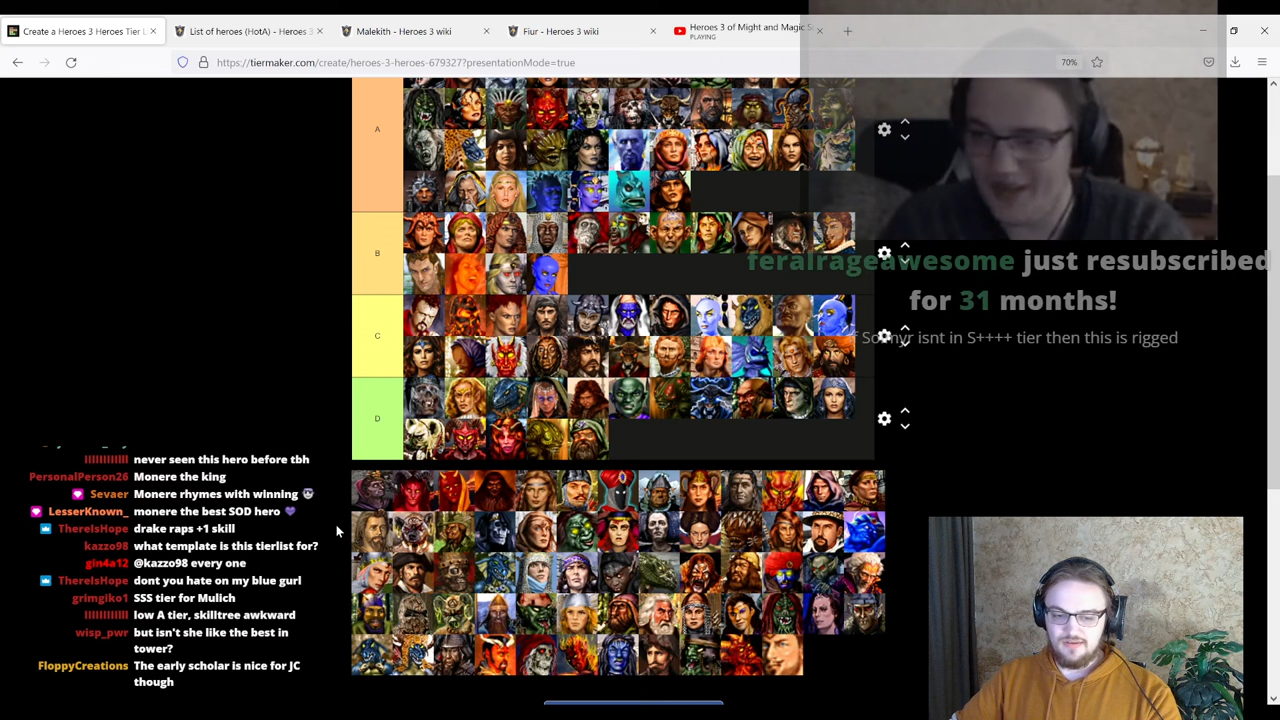 Create a Heroes 3 Heroes Tier L
List of heroes (HotA) - Heroes 3
Malekith - Heroes 3 wiki
Fiur - Heroes 3 wiki
Heroes 3 of Might and Magic S
PLAYING
https://tiermaker.com/create/heroes-3-heroes-679327?presentationMode=true
70%
A
B
C
D
feralrageawesome just resubscribed
for 31 months!
isnt in S++++ tier then this is rigged
llllllllllll never seen this hero before tbh
PersonalPerson26 Monere the king
Sevaer Monere rhymes with winning
LesserKnown_ monere the best SOD hero
ThereIsHope drake raps +1 skill
kazzo98 what template is this tierlist for?
gin4a12 @kazzo98 every one
ThereIsHope dont you hate on my blue gurl
grimgiko1 SSS tier for Mulich
llllllllllll low A tier, skilltree awkward
wisp_pwr but isn't she like the best in
tower?
FloppyCreations The early scholar is nice for JC
though